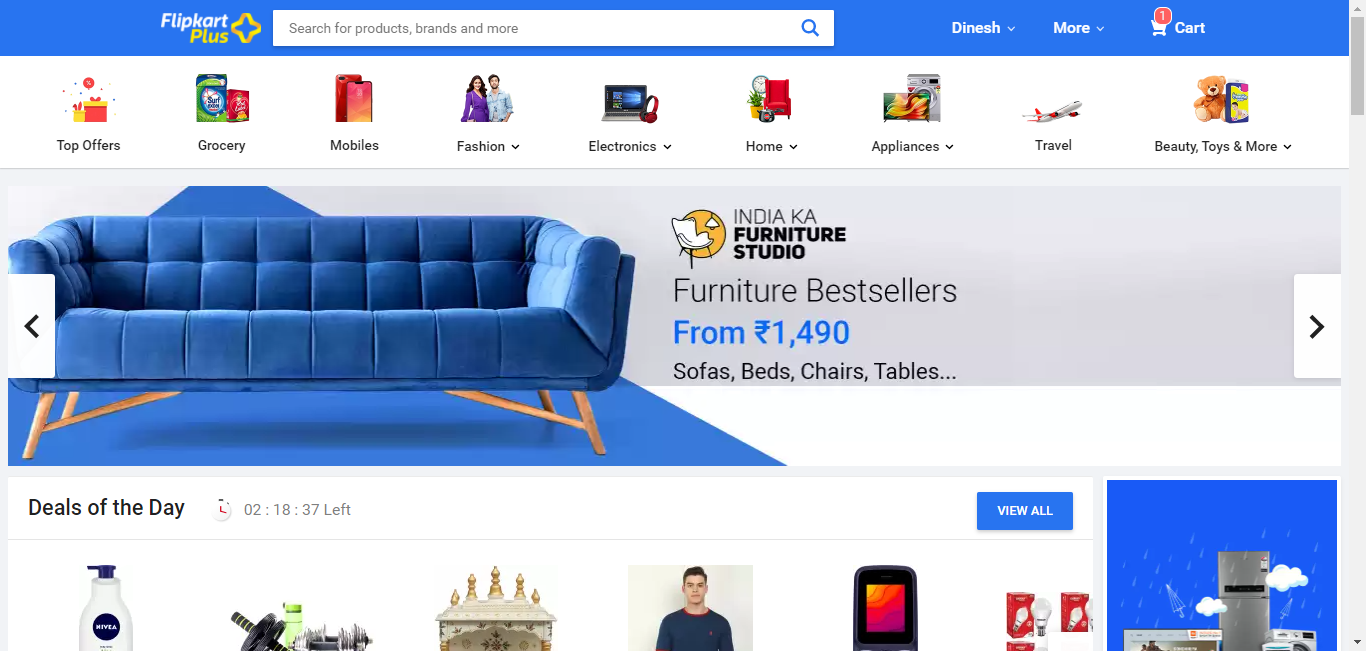 Flipkart
Plus
Search for products, brands and more
Dinesh
More
1
Cart
%
Surf
excel
Top Offers
Grocery
Mobiles
Fashion
Electronics
Home
Appliances
Travel
Beauty, Toys & More
INDIA KA
FURNITURE
STUDIO
Furniture Bestsellers
From ₹1,490
Sofas, Beds, Chairs, Tables...
Deals of the Day
02 : 18 : 37 Left
VIEW ALL
NIVEA